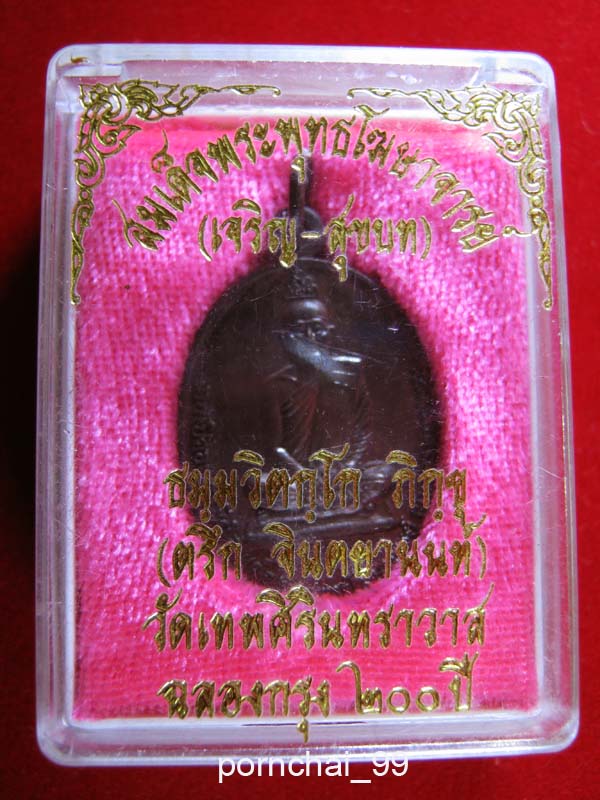 สมเด็จพระพุทธโฆษาจารย์
(เจริญ-สุขบท)
ธมฺมวิตกฺโก ภิกฺขุ
(ตรึก จินตยานนท์)
วัดเทพศิรินทราวาส
ฉลองกรุง ๒๐๐ ปี
pornchai_99